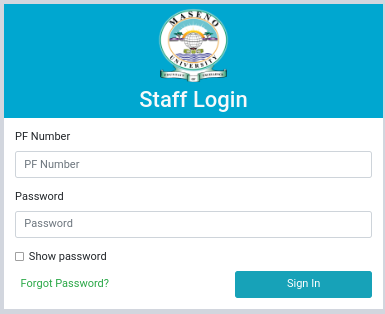 MASENO
UNIVERSITY
Staff Login
PF Number
PF Number
Password
Password
Show password
Forgot Password?
Sign In